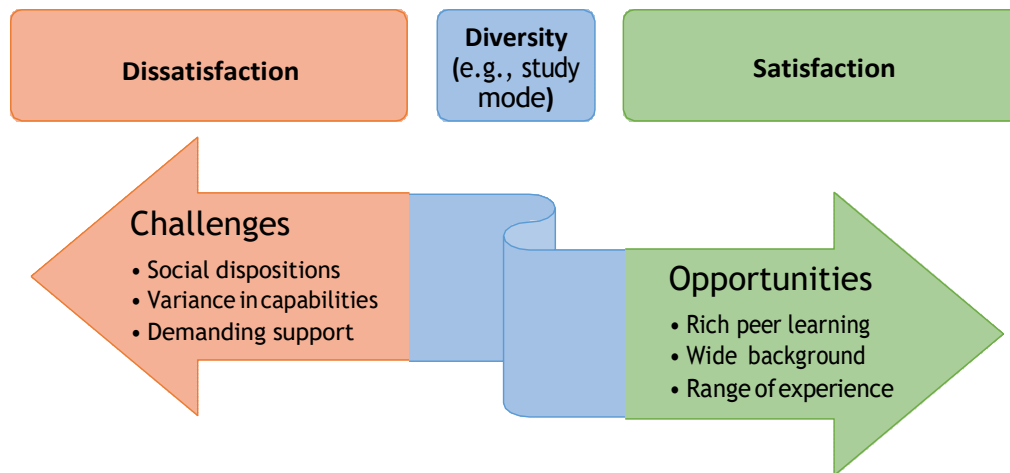 Dissatisfaction
Diversity
(e.g., study
mode)
Satisfaction
Challenges
• Social dispositions
• Variance in capabilities
• Demanding support
Opportunities
• Rich peer learning
• Wide background
• Range of experience